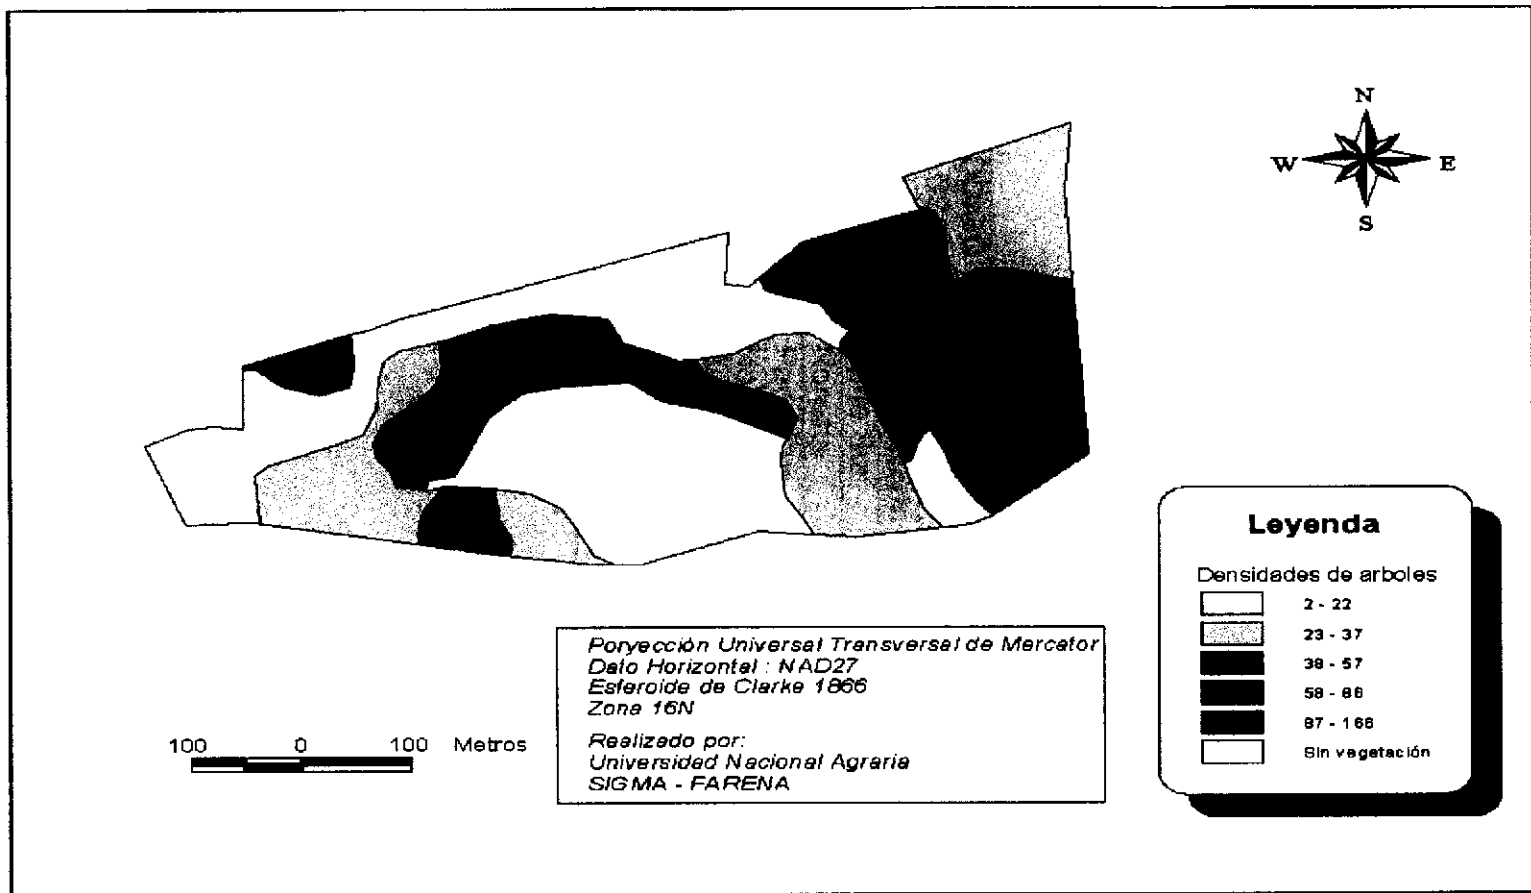 N
W E
S
Leyenda
Densidades de arboles
2 - 22
23 - 37
38 - 57
58 - 86
87 - 166
Sin vegetación
Poryección Universal Transversal de Mercator
Dato Horizontal : NAD27
Esferoide de Clarke 1866
Zona 16N
Realizado por:
Universidad Nacional Agraria
SIGMA - FARENA
100 0 100 Metros